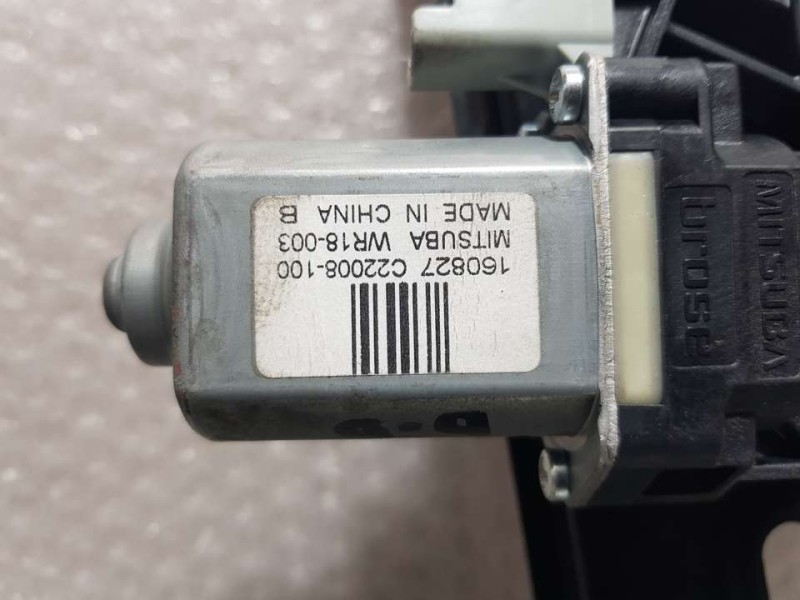 160827 C22008-100
MITSUBA WR18-003
MADE IN CHINA B
brose
MITSUBA